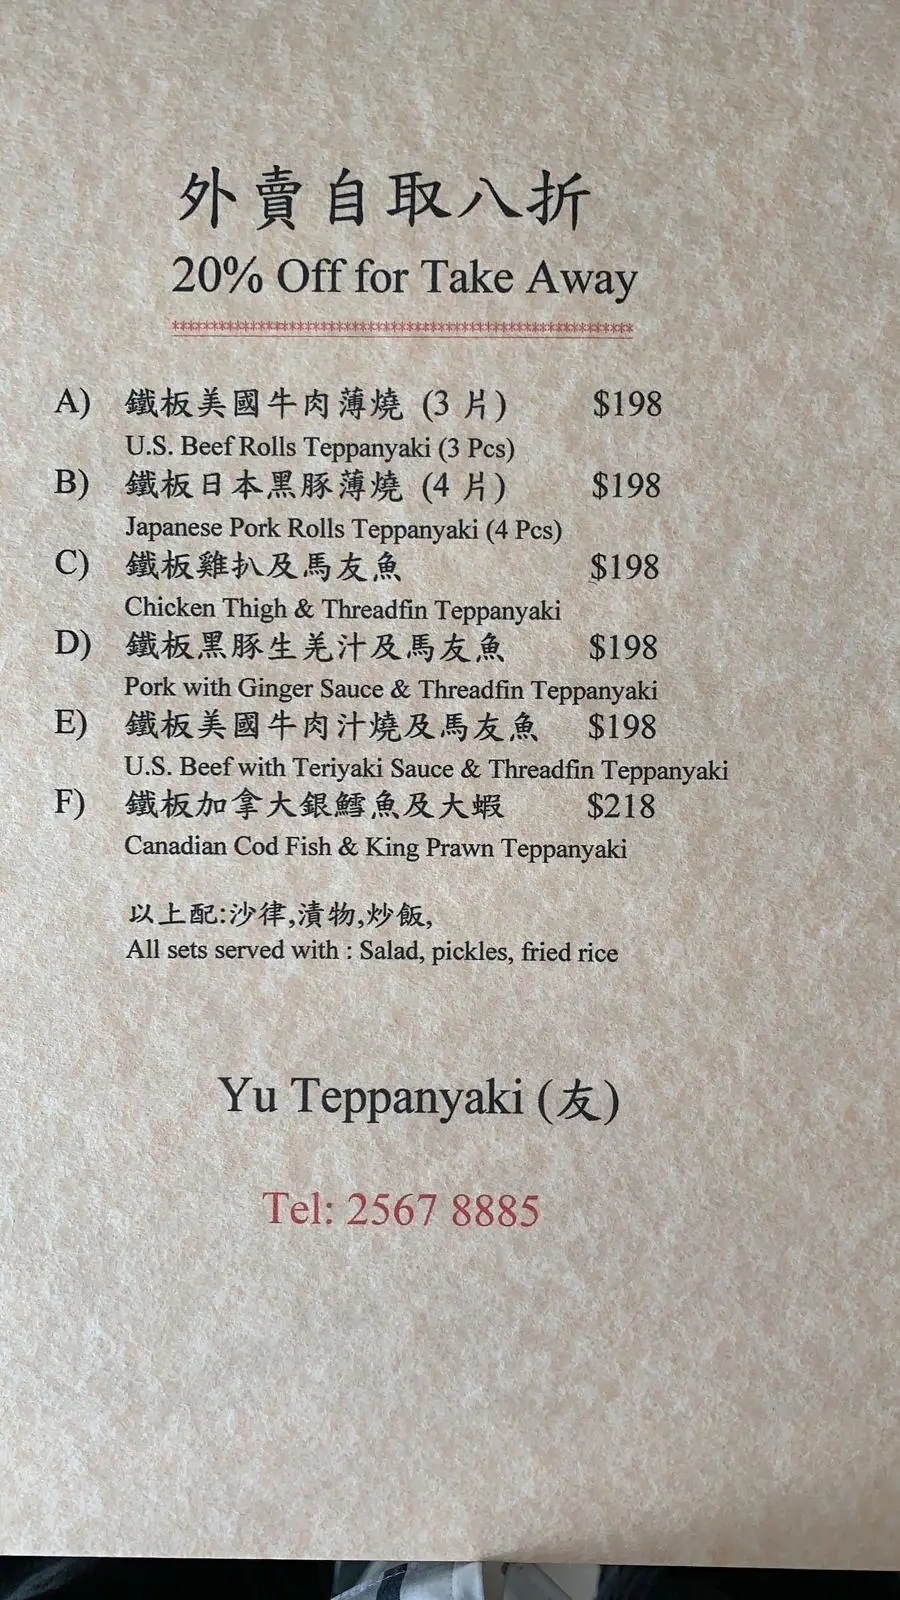 外賣自取八折
20% Off for Take Away
**********************************************************
A) 鐵板美國牛肉薄燒 (3 片) $198
U.S. Beef Rolls Teppanyaki (3 Pcs)
B) 鐵板日本黑豚薄燒 (4 片) $198
Japanese Pork Rolls Teppanyaki (4 Pcs)
C) 鐵板雞扒及馬友魚 $198
Chicken Thigh & Threadfin Teppanyaki
D) 鐵板黑豚生羌汁及馬友魚 $198
Pork with Ginger Sauce & Threadfin Teppanyaki
E) 鐵板美國牛肉汁燒及馬友魚 $198
U.S. Beef with Teriyaki Sauce & Threadfin Teppanyaki
F) 鐵板加拿大銀鱈魚及大蝦 $218
Canadian Cod Fish & King Prawn Teppanyaki
以上配:沙律,漬物,炒飯,
All sets served with : Salad, pickles, fried rice
Yu Teppanyaki (友)
Tel: 2567 8885